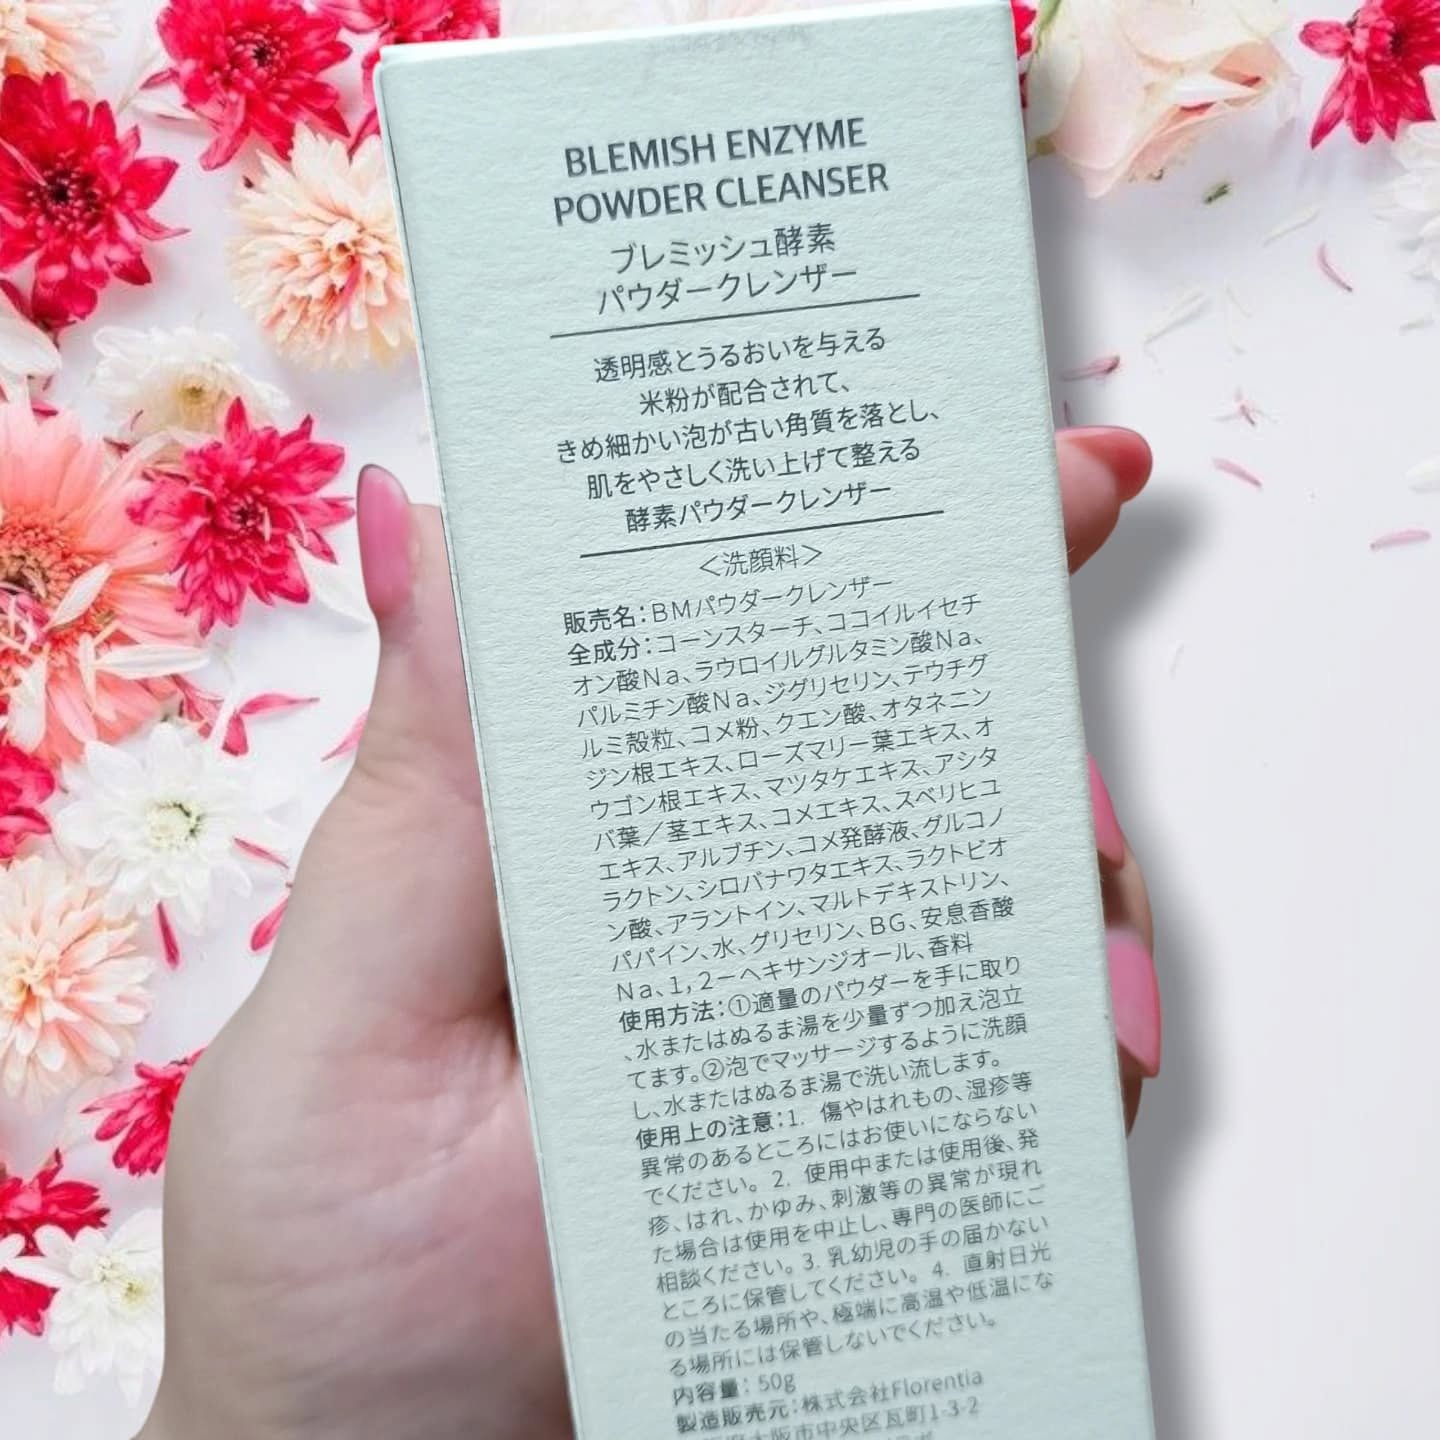 BLEMISH ENZYME
POWDER CLEANSER
ブレミッシュ酵素
パウダークレンザー
透明感とうるおいを与える
米粉が配合されて、
きめ細かい泡が古い角質を落とし、
肌をやさしく洗い上げて整える
酵素パウダークレンザー
＜洗顔料＞
販売名：ＢＭパウダークレンザー
全成分：コーンスターチ、ココイルイセチ
オン酸Ｎａ、ラウロイルグルタミン酸Ｎａ、
パルミチン酸Ｎａ、ジグリセリン、テウチグ
ルミ殻粒、コメ粉、クエン酸、オタネニン
ジン根エキス、ローズマリー葉エキス、オ
ウゴン根エキス、マツタケエキス、アシタ
バ葉／茎エキス、コメエキス、スベリヒユ
エキス、アルブチン、コメ発酵液、グルコノ
ラクトン、シロバナワタエキス、ラクトビオ
ン酸、アラントイン、マルトデキストリン、
パパイン、水、グリセリン、ＢＧ、安息香酸
Ｎａ、１，２－ヘキサンジオール、香料
使用方法：①適量のパウダーを手に取り
、水またはぬるま湯を少量ずつ加え泡立
てます。②泡でマッサージするように洗顔
し、水またはぬるま湯で洗い流します。
使用上の注意：１． 傷やはれもの、湿疹等
異常のあるところにはお使いにならない
でください。 ２． 使用中または使用後、発
疹、はれ、かゆみ、刺激等の異常が現れ
た場合は使用を中止し、専門の医師にご
相談ください。 ３． 乳幼児の手の届かない
ところに保管してください。 ４． 直射日光
の当たる場所や、極端に高温や低温にな
る場所には保管しないでください。
内容量： 50g
製造販売元：株式会社Florentia
大阪市中央区瓦町1-3-2